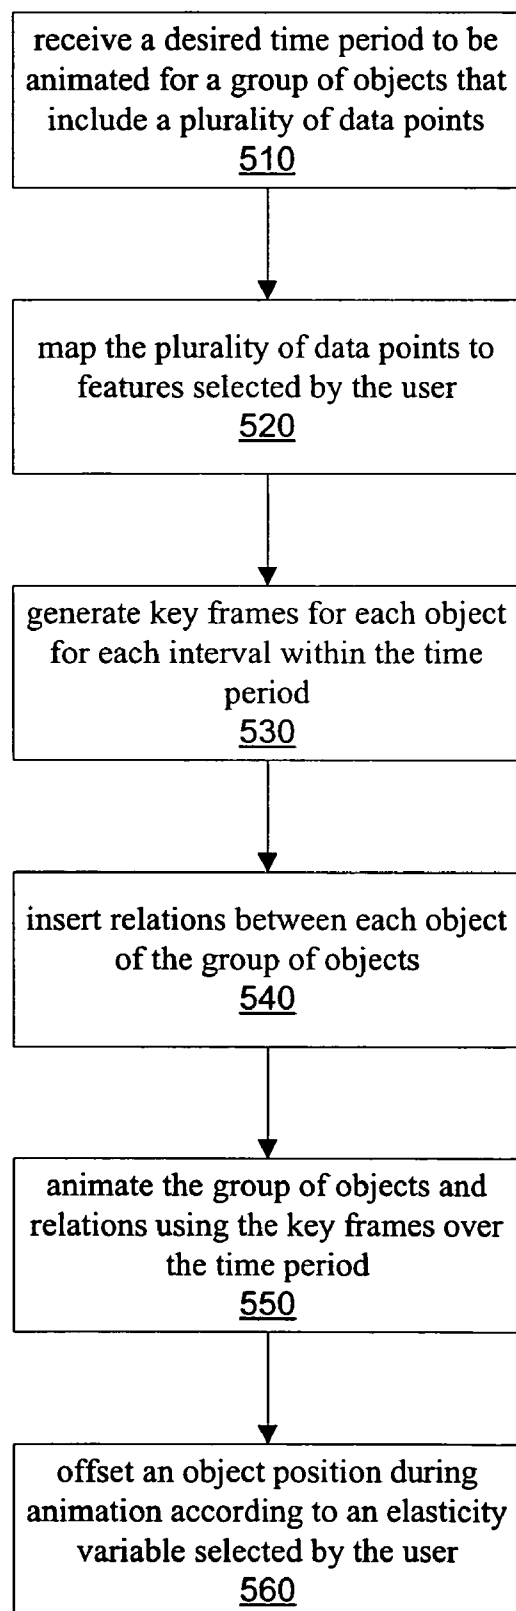 receive a desired time period to be
animated for a group of objects that
include a plurality of data points
510
map the plurality of data points to
features selected by the user
520
generate key frames for each object
for each interval within the time
period
530
insert relations between each object
of the group of objects
540
animate the group of objects and
relations using the key frames over
the time period
550
offset an object position during
animation according to an elasticity
variable selected by the user
560